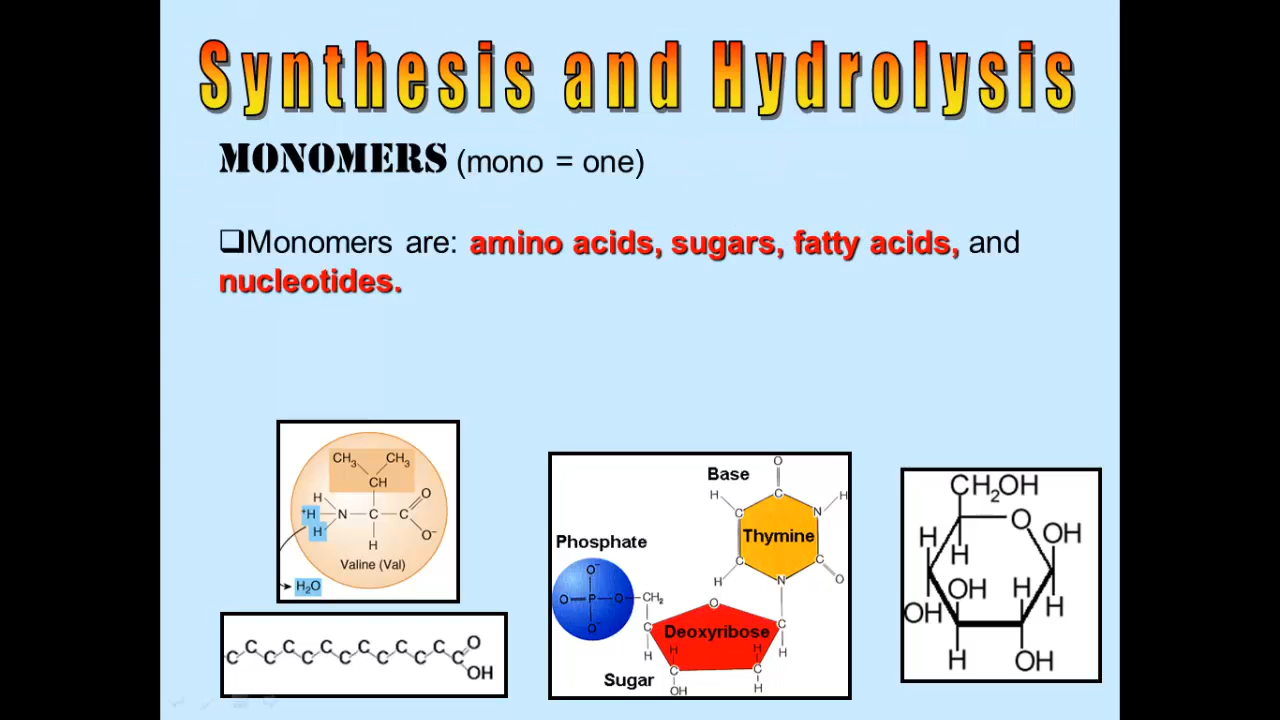 Synthesis and Hydrolysis
MONOMERS (mono = one)
❑Monomers are: amino acids, sugars, fatty acids, and
nucleotides.
CH3 CH3
CH
H
+H N C C O
H
H O–
Valine (Val)
H2O
C C C C C C C C C C C C C C O
OH
Base
O
C
H C N H
Thymine
C C O
H N
Phosphate
O–
O P O CH2
O–
O
C Deoxyribose C
H H H H
C C
Sugar OH H
CH2OH
O
H OH
H
OH H
OH H
H OH